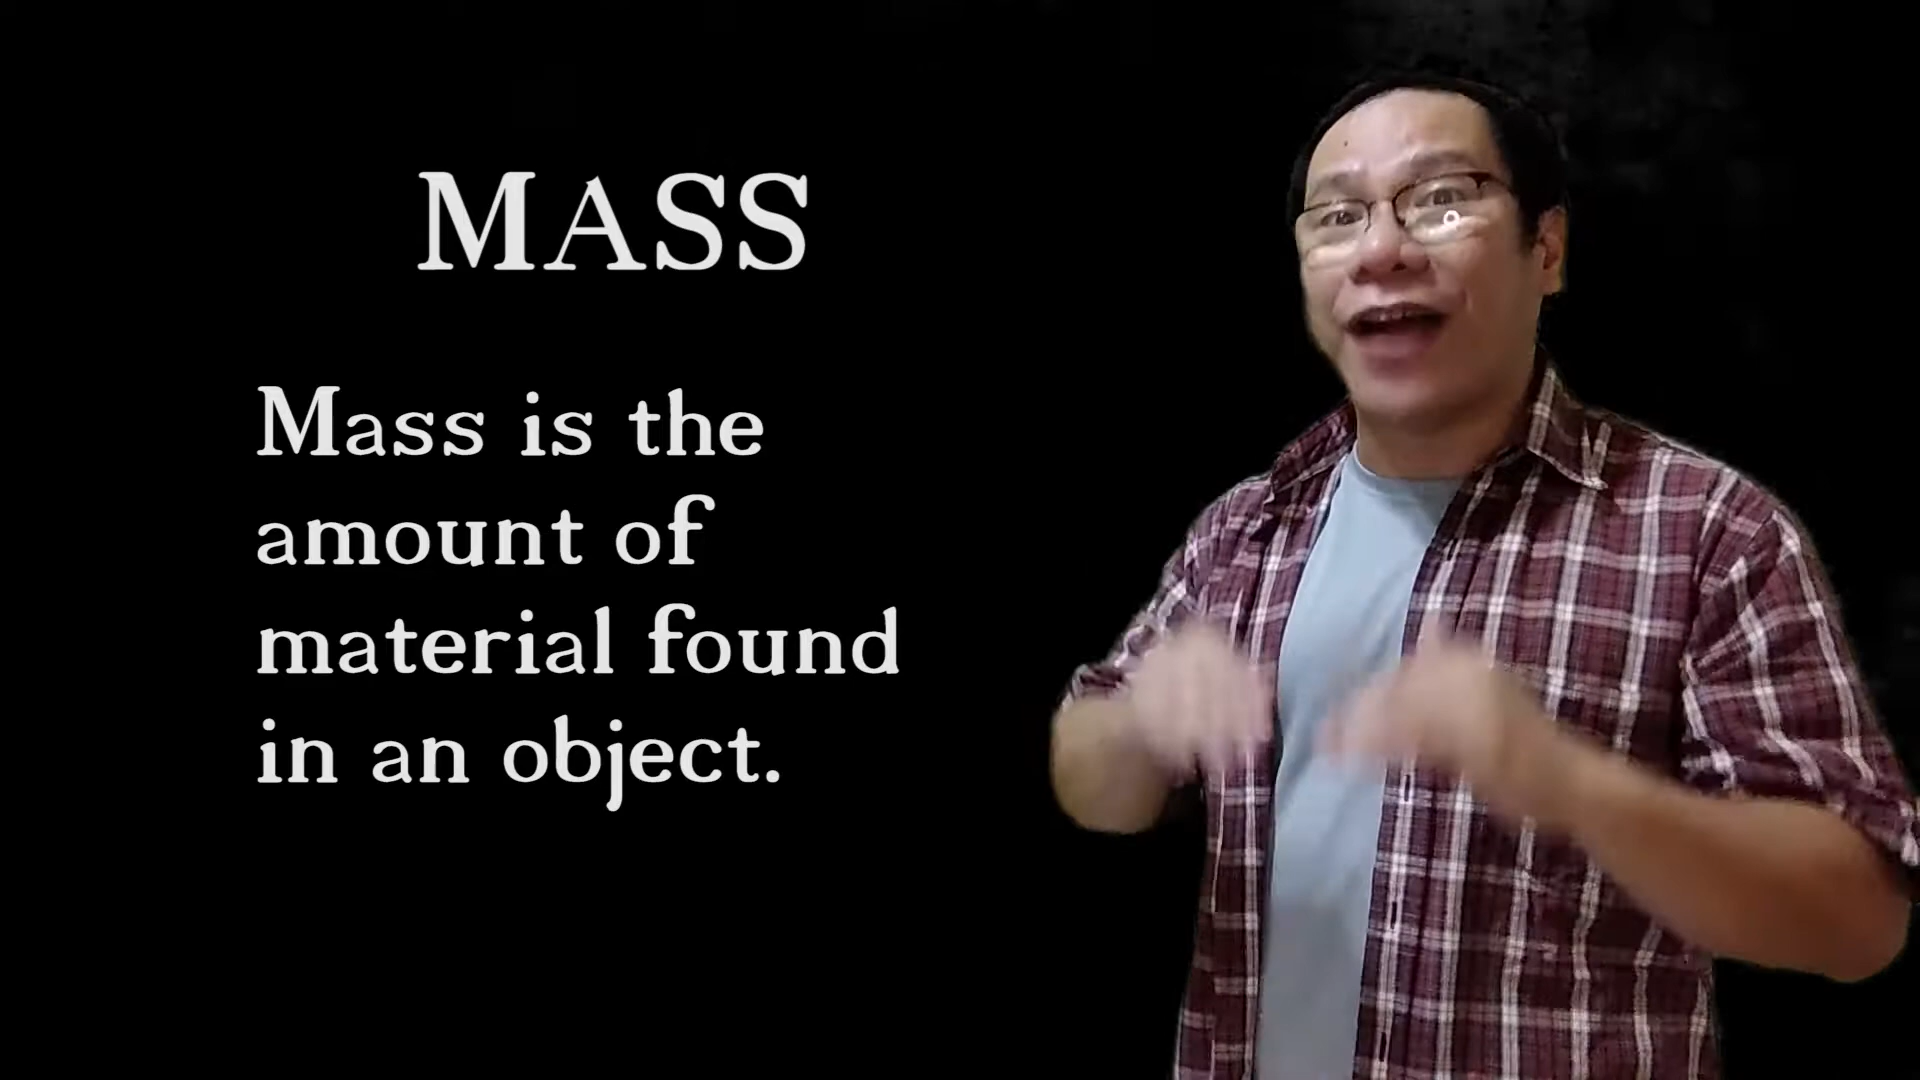 MASS
Mass is the
amount of
material found
in an object.